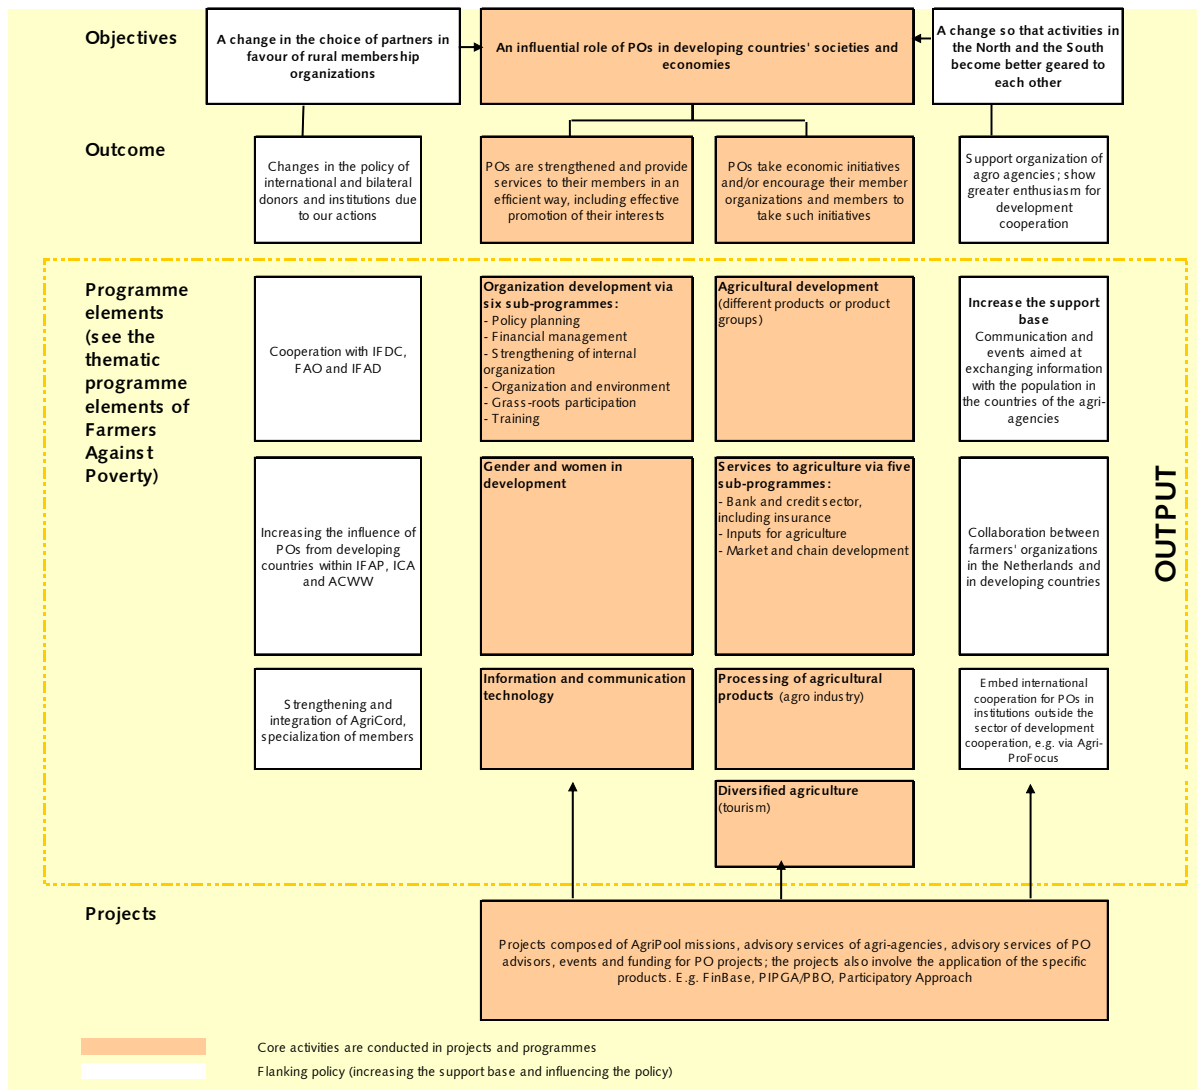 Objectives
A change in the choice of partners in
favour of rural membership
organizations
An influential role of POs in developing countries' societies and
economies
A change so that activities in
the North and the South
become better geared to
each other
Outcome
Changes in the policy of
international and bilateral
donors and institutions due
to our actions
POs are strengthened and provide
services to their members in an
efficient way, including effective
promotion of their interests
POs take economic initiatives
and/or encourage their member
organizations and members to
take such initiatives
Support organization of
agro agencies; show
greater enthusiasm for
development
cooperation
Programme
elements
(see the
thematic
programme
elements of
Farmers
Against
Poverty)
Cooperation with IFDC,
FAO and IFAD
Organization development via
six sub-programmes:
- Policy planning
- Financial management
- Strengthening of internal
organization
- Organization and environment
- Grass-roots participation
- Training
Agricultural development
(different products or product
groups)
Increase the support
base
Communication and
events aimed at
exchanging information
with the population in
the countries of the agri-
agencies
Increasing the influence of
POs from developing
countries within IFAP, ICA
and ACWW
Gender and women in
development
Services to agriculture via five
sub-programmes:
- Bank and credit sector,
including insurance
- Inputs for agriculture
- Market and chain development
Collaboration between
farmers' organizations
in the Netherlands and
in developing countries
OUTPUT
Strengthening and
integration of AgriCord,
specialization of members
Information and communication
technology
Processing of agricultural
products (agro industry)
Embed international
cooperation for POs in
institutions outside the
sector of development
cooperation, e.g. via Agri-
ProFocus
Diversified agriculture
(tourism)
Projects
Projects composed of AgriPool missions, advisory services of agri-agencies, advisory services of PO
advisors, events and funding for PO projects; the projects also involve the application of the specific
products. E.g. FinBase, PIPGA/PBO, Participatory Approach
Core activities are conducted in projects and programmes
Flanking policy (increasing the support base and influencing the policy)